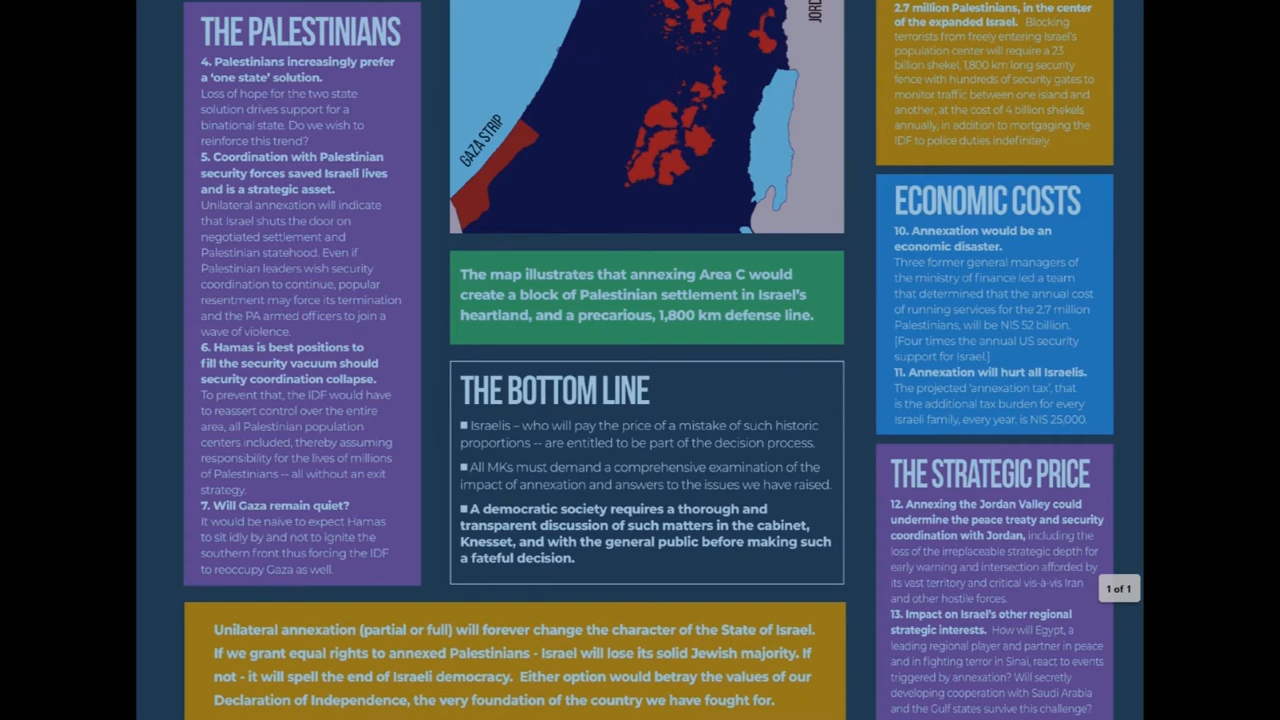 THE PALESTINIANS
4. Palestinians increasingly prefer
a ‘one state’ solution.
Loss of hope for the two state
solution drives support for a
binational state. Do we wish to
reinforce this trend?
5. Coordination with Palestinian
security forces saved Israeli lives
and is a strategic asset.
Unilateral annexation will indicate
that Israel shuts the door on
negotiated settlement and
Palestinian statehood. Even if
Palestinian leaders wish security
coordination to continue, popular
resentment may force its termination
and the PA armed officers to join a
wave of violence.
6. Hamas is best positions to
fill the security vacuum should
security coordination collapse.
To prevent that, the IDF would have
to reassert control over the entire
area, all Palestinian population
centers included, thereby assuming
responsibility for the lives of millions
of Palestinians -- all without an exit
strategy.
7. Will Gaza remain quiet?
It would be naive to expect Hamas
to sit idly by and not to ignite the
southern front thus forcing the IDF
to reoccupy Gaza as well.
GAZA STRIP
JORD
The map illustrates that annexing Area C would
create a block of Palestinian settlement in Israel’s
heartland, and a precarious, 1,800 km defense line.
THE BOTTOM LINE
■ Israelis – who will pay the price of a mistake of such historic
proportions -- are entitled to be part of the decision process.
■ All MKs must demand a comprehensive examination of the
impact of annexation and answers to the issues we have raised.
■ A democratic society requires a thorough and
transparent discussion of such matters in the cabinet,
Knesset, and with the general public before making such
a fateful decision.
2.7 million Palestinians, in the center
of the expanded Israel. Blocking
terrorists from freely entering Israel’s
population center will require a 23
billion shekel, 1,800 km long security
fence with hundreds of security gates to
monitor traffic between one island and
another, at the cost of 4 billion shekels
annually, in addition to mortgaging the
IDF to police duties indefinitely.
ECONOMIC COSTS
10. Annexation would be an
economic disaster.
Three former general managers of
the ministry of finance led a team
that determined that the annual cost
of running services for the 2.7 million
Palestinians, will be NIS 52 billion.
[Four times the annual US security
support for Israel.]
11. Annexation will hurt all Israelis.
The projected ‘annexation tax’, that
is the additional tax burden for every
Israeli family, every year, is NIS 25,000.
THE STRATEGIC PRICE
12. Annexing the Jordan Valley could
undermine the peace treaty and security
coordination with Jordan, including the
loss of the irreplaceable strategic depth for
early warning and intersection afforded by
its vast territory and critical vis-à-vis Iran
and other hostile forces.
13. Impact on Israel’s other regional
strategic interests. How will Egypt, a
leading regional player and partner in peace
and in fighting terror in Sinai, react to events
triggered by annexation? Will secretly
developing cooperation with Saudi Arabia
and the Gulf states survive this challenge?
1 of 1
Unilateral annexation (partial or full) will forever change the character of the State of Israel.
If we grant equal rights to annexed Palestinians - Israel will lose its solid Jewish majority. If
not - it will spell the end of Israeli democracy. Either option would betray the values of our
Declaration of Independence, the very foundation of the country we have fought for.